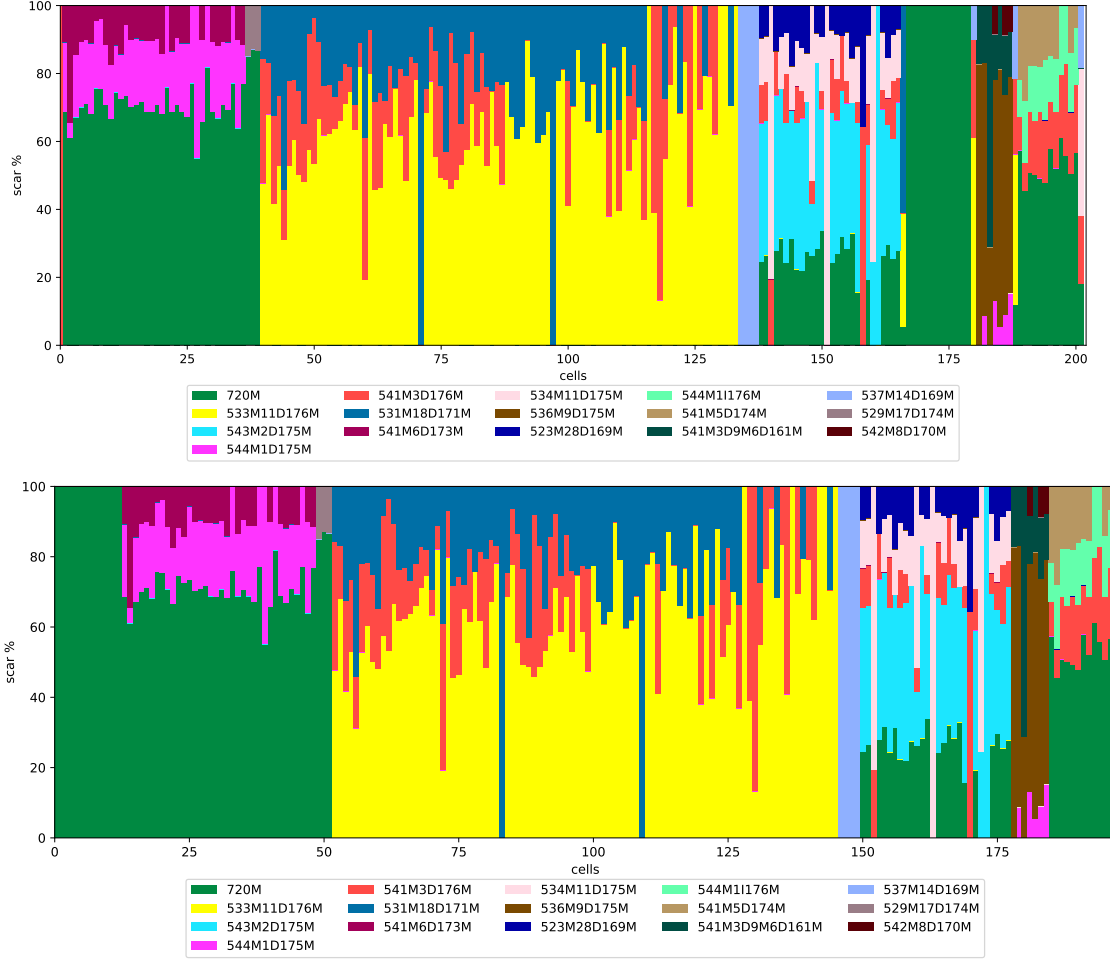 100
80
60
40
20
0
scar %
0 25 50 75 100 125 150 175 200
cells
720M 541M3D176M 534M11D175M 544M1I176M 537M14D169M
533M11D176M 531M18D171M 536M9D175M 541M5D174M 529M17D174M
543M2D175M 541M6D173M 523M28D169M 541M3D9M6D161M 542M8D170M
544M1D175M
100
80
60
40
20
0
scar %
0 25 50 75 100 125 150 175
cells
720M 541M3D176M 534M11D175M 544M1I176M 537M14D169M
533M11D176M 531M18D171M 536M9D175M 541M5D174M 529M17D174M
543M2D175M 541M6D173M 523M28D169M 541M3D9M6D161M 542M8D170M
544M1D175M